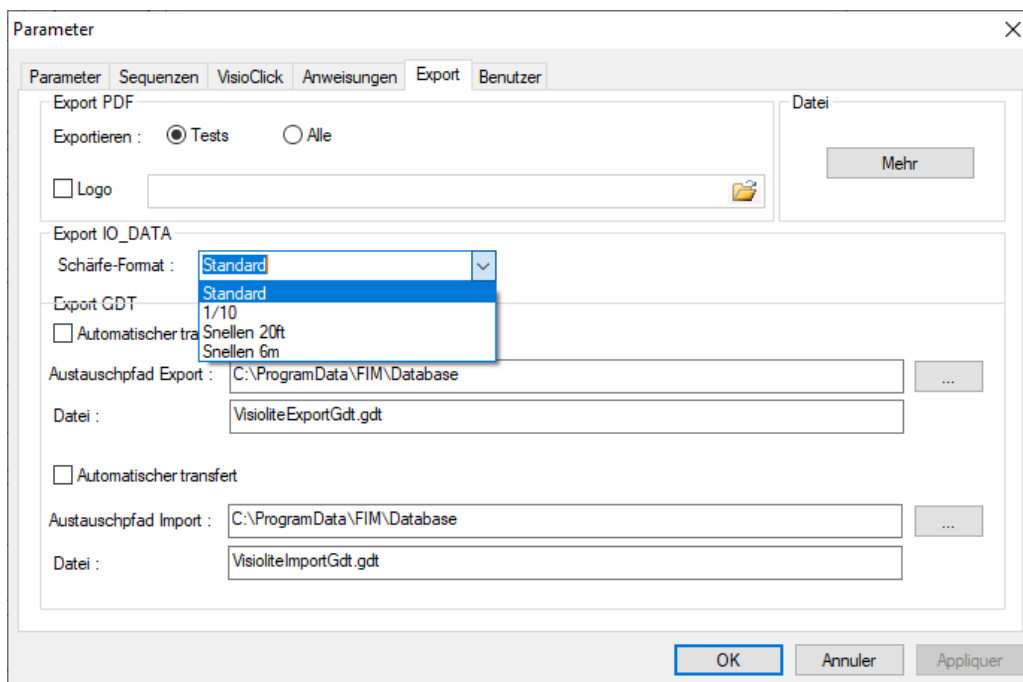 Parameter
Parameter Sequenzen VisioClick Anweisungen Export Benutzer
Export PDF
Exportieren : Tests Alle
Logo
Datei
Mehr
Export IO_DATA
Schärfe-Format : Standard
Standard
1/10
Snellen 20ft
Snellen 6m
Export GDT
Automatischer tra
Austauschpfad Export : C:\ProgramData\FIM\Database ...
Datei : VisioliteExportGdt.gdt
Automatischer transfert
Austauschpfad Import : C:\ProgramData\FIM\Database ...
Datei : VisioliteImportGdt.gdt
OK Annuler Appliquer